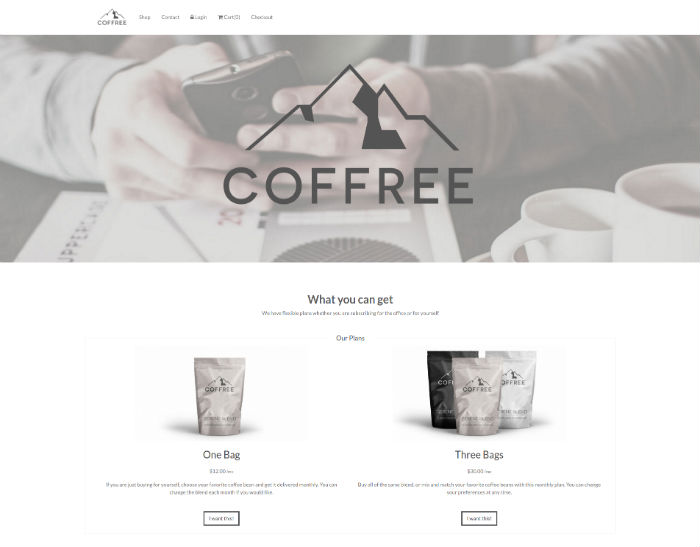 COFFREE
Shop Contact Login Cart(0) Checkout
COFFREE
What you can get
We have flexible plans whether you are subscribing for the office or for yourself
Our Plans
COFFREE
COFFREE
One Bag
Three Bags
$12.00 /mo
$30.00 /mo
If you are just buying for yourself, choose your favorite coffee bean and get it delivered monthly. You can
change the blend each month if you would like.
Buy all of the same blend, or mix and match your favorite coffee beans with this monthly plan. You can change
your preferences at any time.
I want this!
I want this!